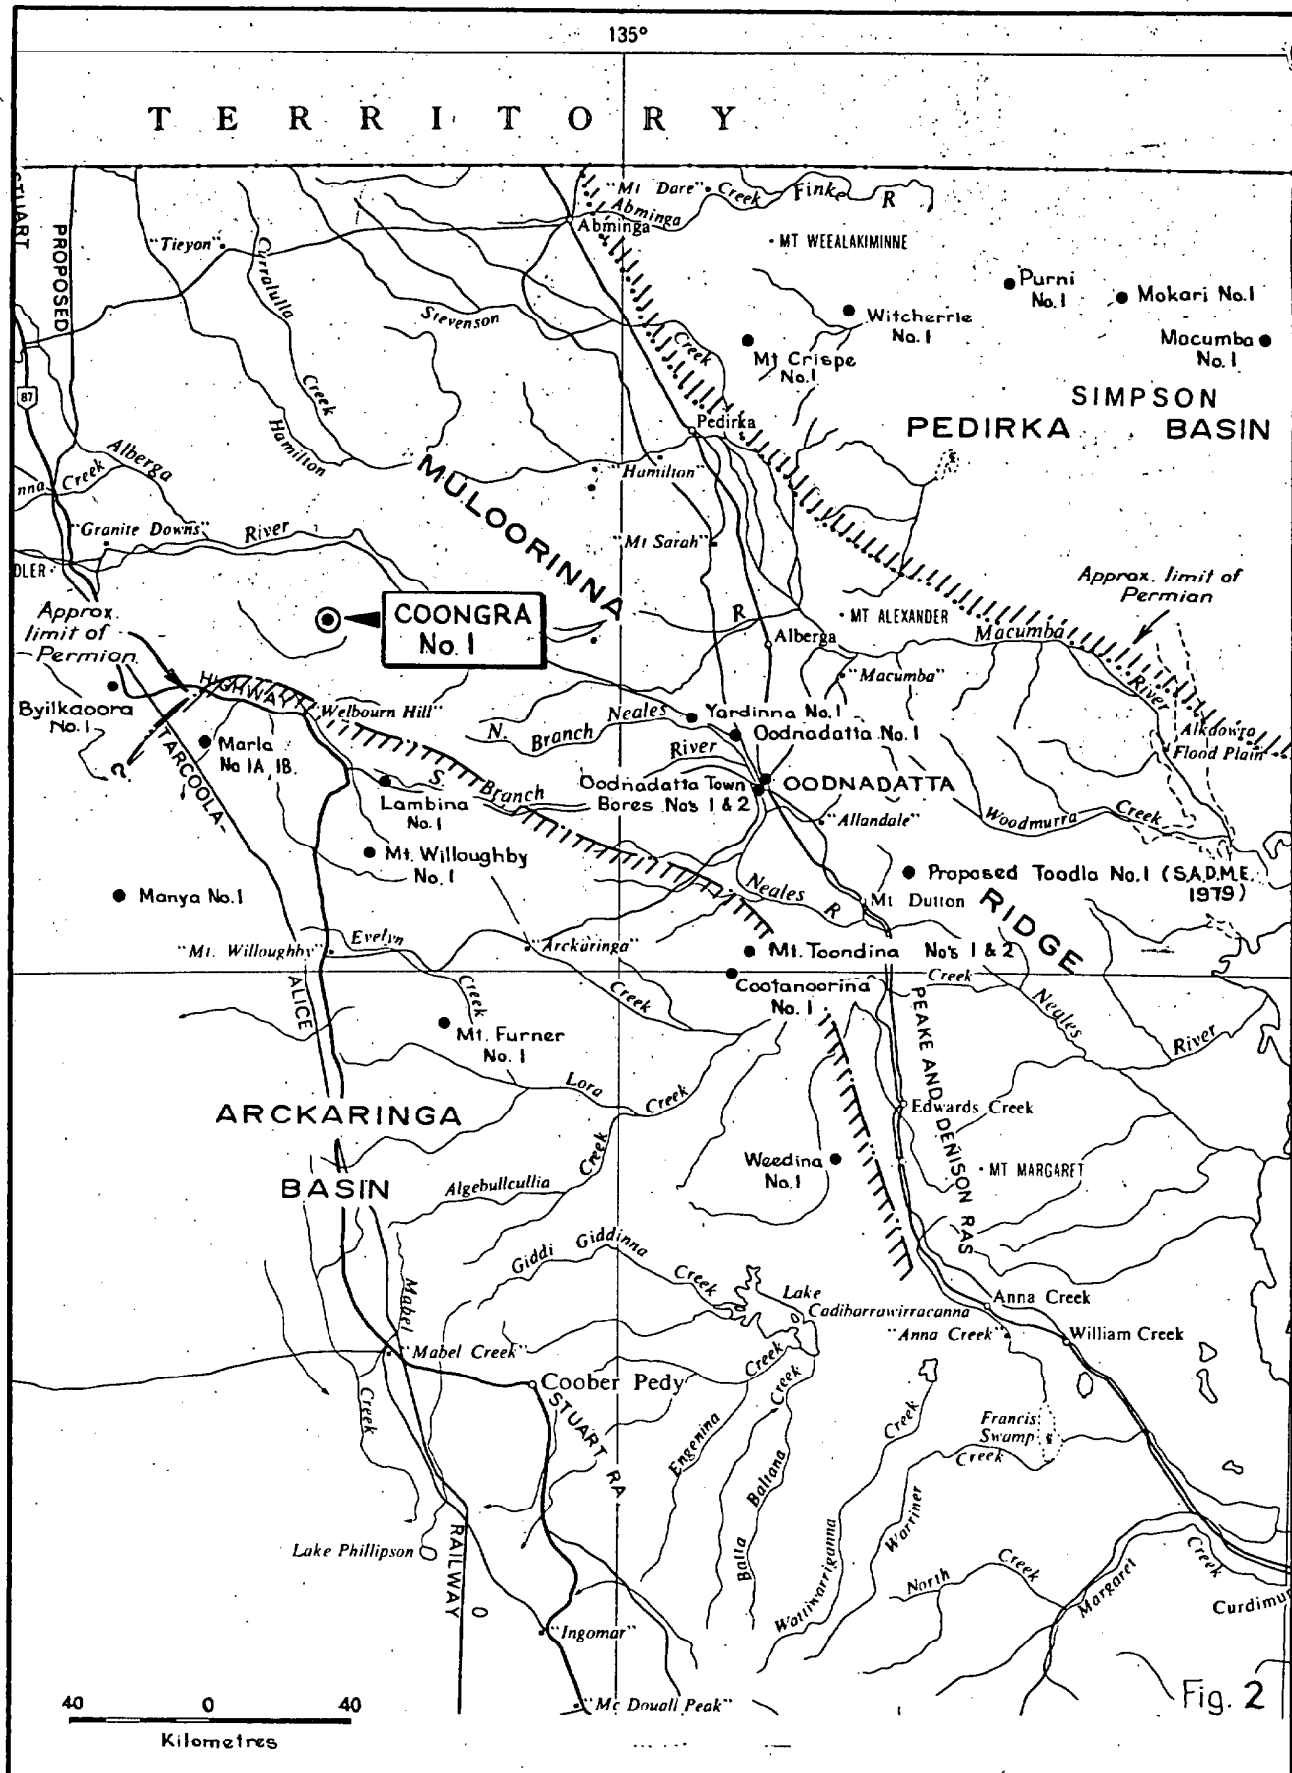 135°
TERRITORY
STUART
PROPOSED
"Mt Dare"
Creek
Finke R
Abminga
Abminga
"Tieyon"
MT WEEALAKIMINNE
Curralulla
Creek
Stevenson
Creek
Purni
No.1
Mokari No.1
Witcherrie
No.1
Macumba
No.1
Mt Crispe
No.1
87
SIMPSON
PEDIRKA BASIN
Pedirka
Alberga
Hamilton
"Hamilton"
nna Creek
MULOORINNA
"Granite Downs"
River
"Mt Sarah"
DLER
Approx. limit of
Permian
Approx.
limit of
Permian
COONGRA
No.1
R
MT ALEXANDER
Alberga
Macumba
River
HIGHWAY
"Welbourn Hill"
"Macumba"
Byilkaoora
No.1
Neales
Yardinna No.1
N. Branch
Oodnadatta No.1
Alkdowra
Flood Plain
?
Marla
No 1A, 1B.
TARCOOLA-
River
S. Branch
Oodnadatta Town
Bores No's 1 & 2
OODNADATTA
Lambina
No.1
"Allandale"
Woodmurra
Creek
Mt. Willoughby
No.1
Manya No.1
Neales R
Proposed Toodla No.1 (S.A.D.M.E.
1979)
Mt Dutton
RIDGE
"Mt. Willoughby"
Evelyn
Creek
"Arckaringa"
Creek
Mt. Toondina No's 1 & 2
Cootanoorina
No.1
Creek
Neales
River
ALICE
Mt. Furner
No.1
PEAKE AND DENISON RAS
Lora
Creek
Edwards Creek
ARCKARINGA
BASIN
Creek
Algebullcullia
Weedina
No.1
MT MARGARET
Giddi Giddinna
Creek
Lake
Cadibarrawirracanna
Anna Creek
"Anna Creek"
William Creek
Mabel
Creek
"Mabel Creek"
Coober Pedy
STUART RA
Creek
Engenina
Creek
Balta
Baltana
Creek
Francis
Swamp
Creek
Warriner
Wattiwarriganna
Lake Phillipson
RAILWAY
North
Creek
Margaret
Creek
Curdimu
"Ingomar"
"Mc Douall Peak"
40 0 40
Kilometres
Fig. 2